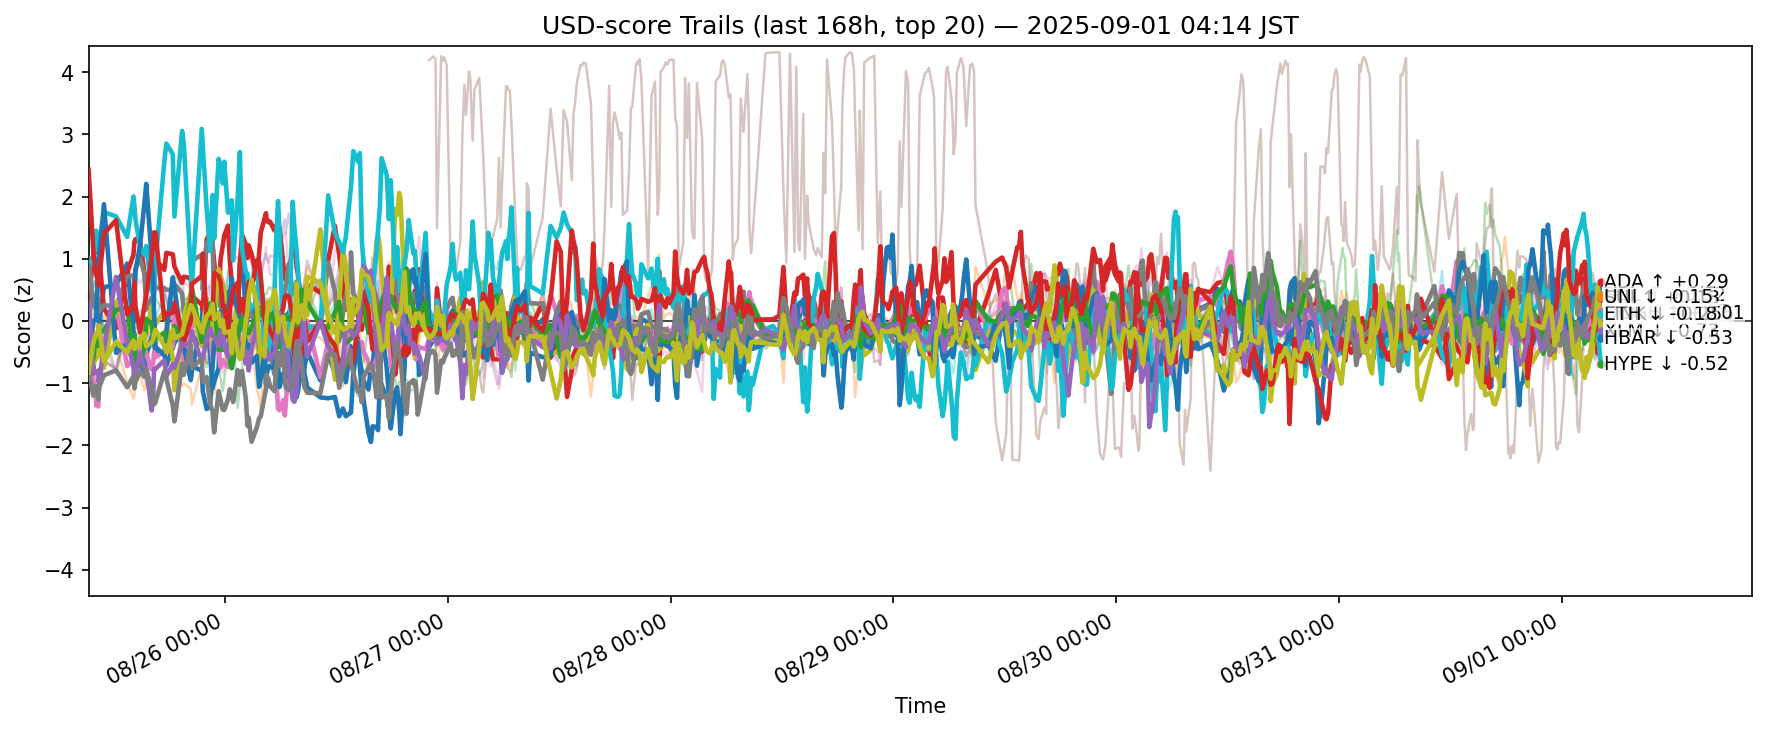 USD-score Trails (last 168h, top 20) — 2025-09-01 04:14 JST
Score (z)
4
3
2
1
0
−1
−2
−3
−4
ADA ↑ +0.29
UNI ↓ -0.15
ETH ↓ -0.18
HBAR ↓ -0.53
HYPE ↓ -0.52
08/26 00:00
08/27 00:00
08/28 00:00
08/29 00:00
08/30 00:00
08/31 00:00
09/01 00:00
Time